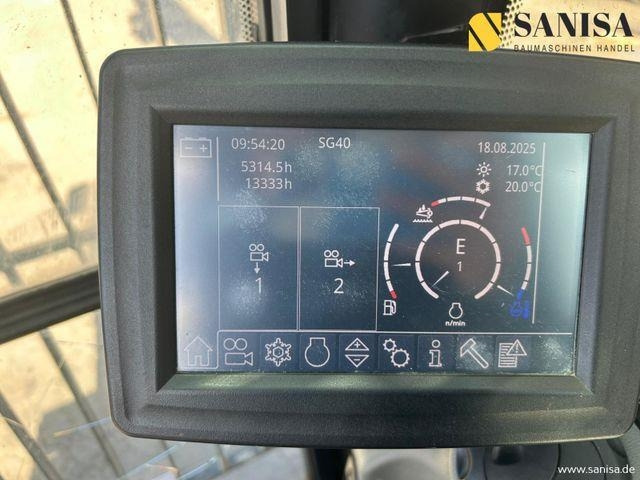 SANISA
BAUMASCHINEN HANDEL
09:54:20 SG40 18.08.2025
5314.5h 17.0°C
13333h 20.0°C
E
1
1 2
n/min
www.sanisa.de